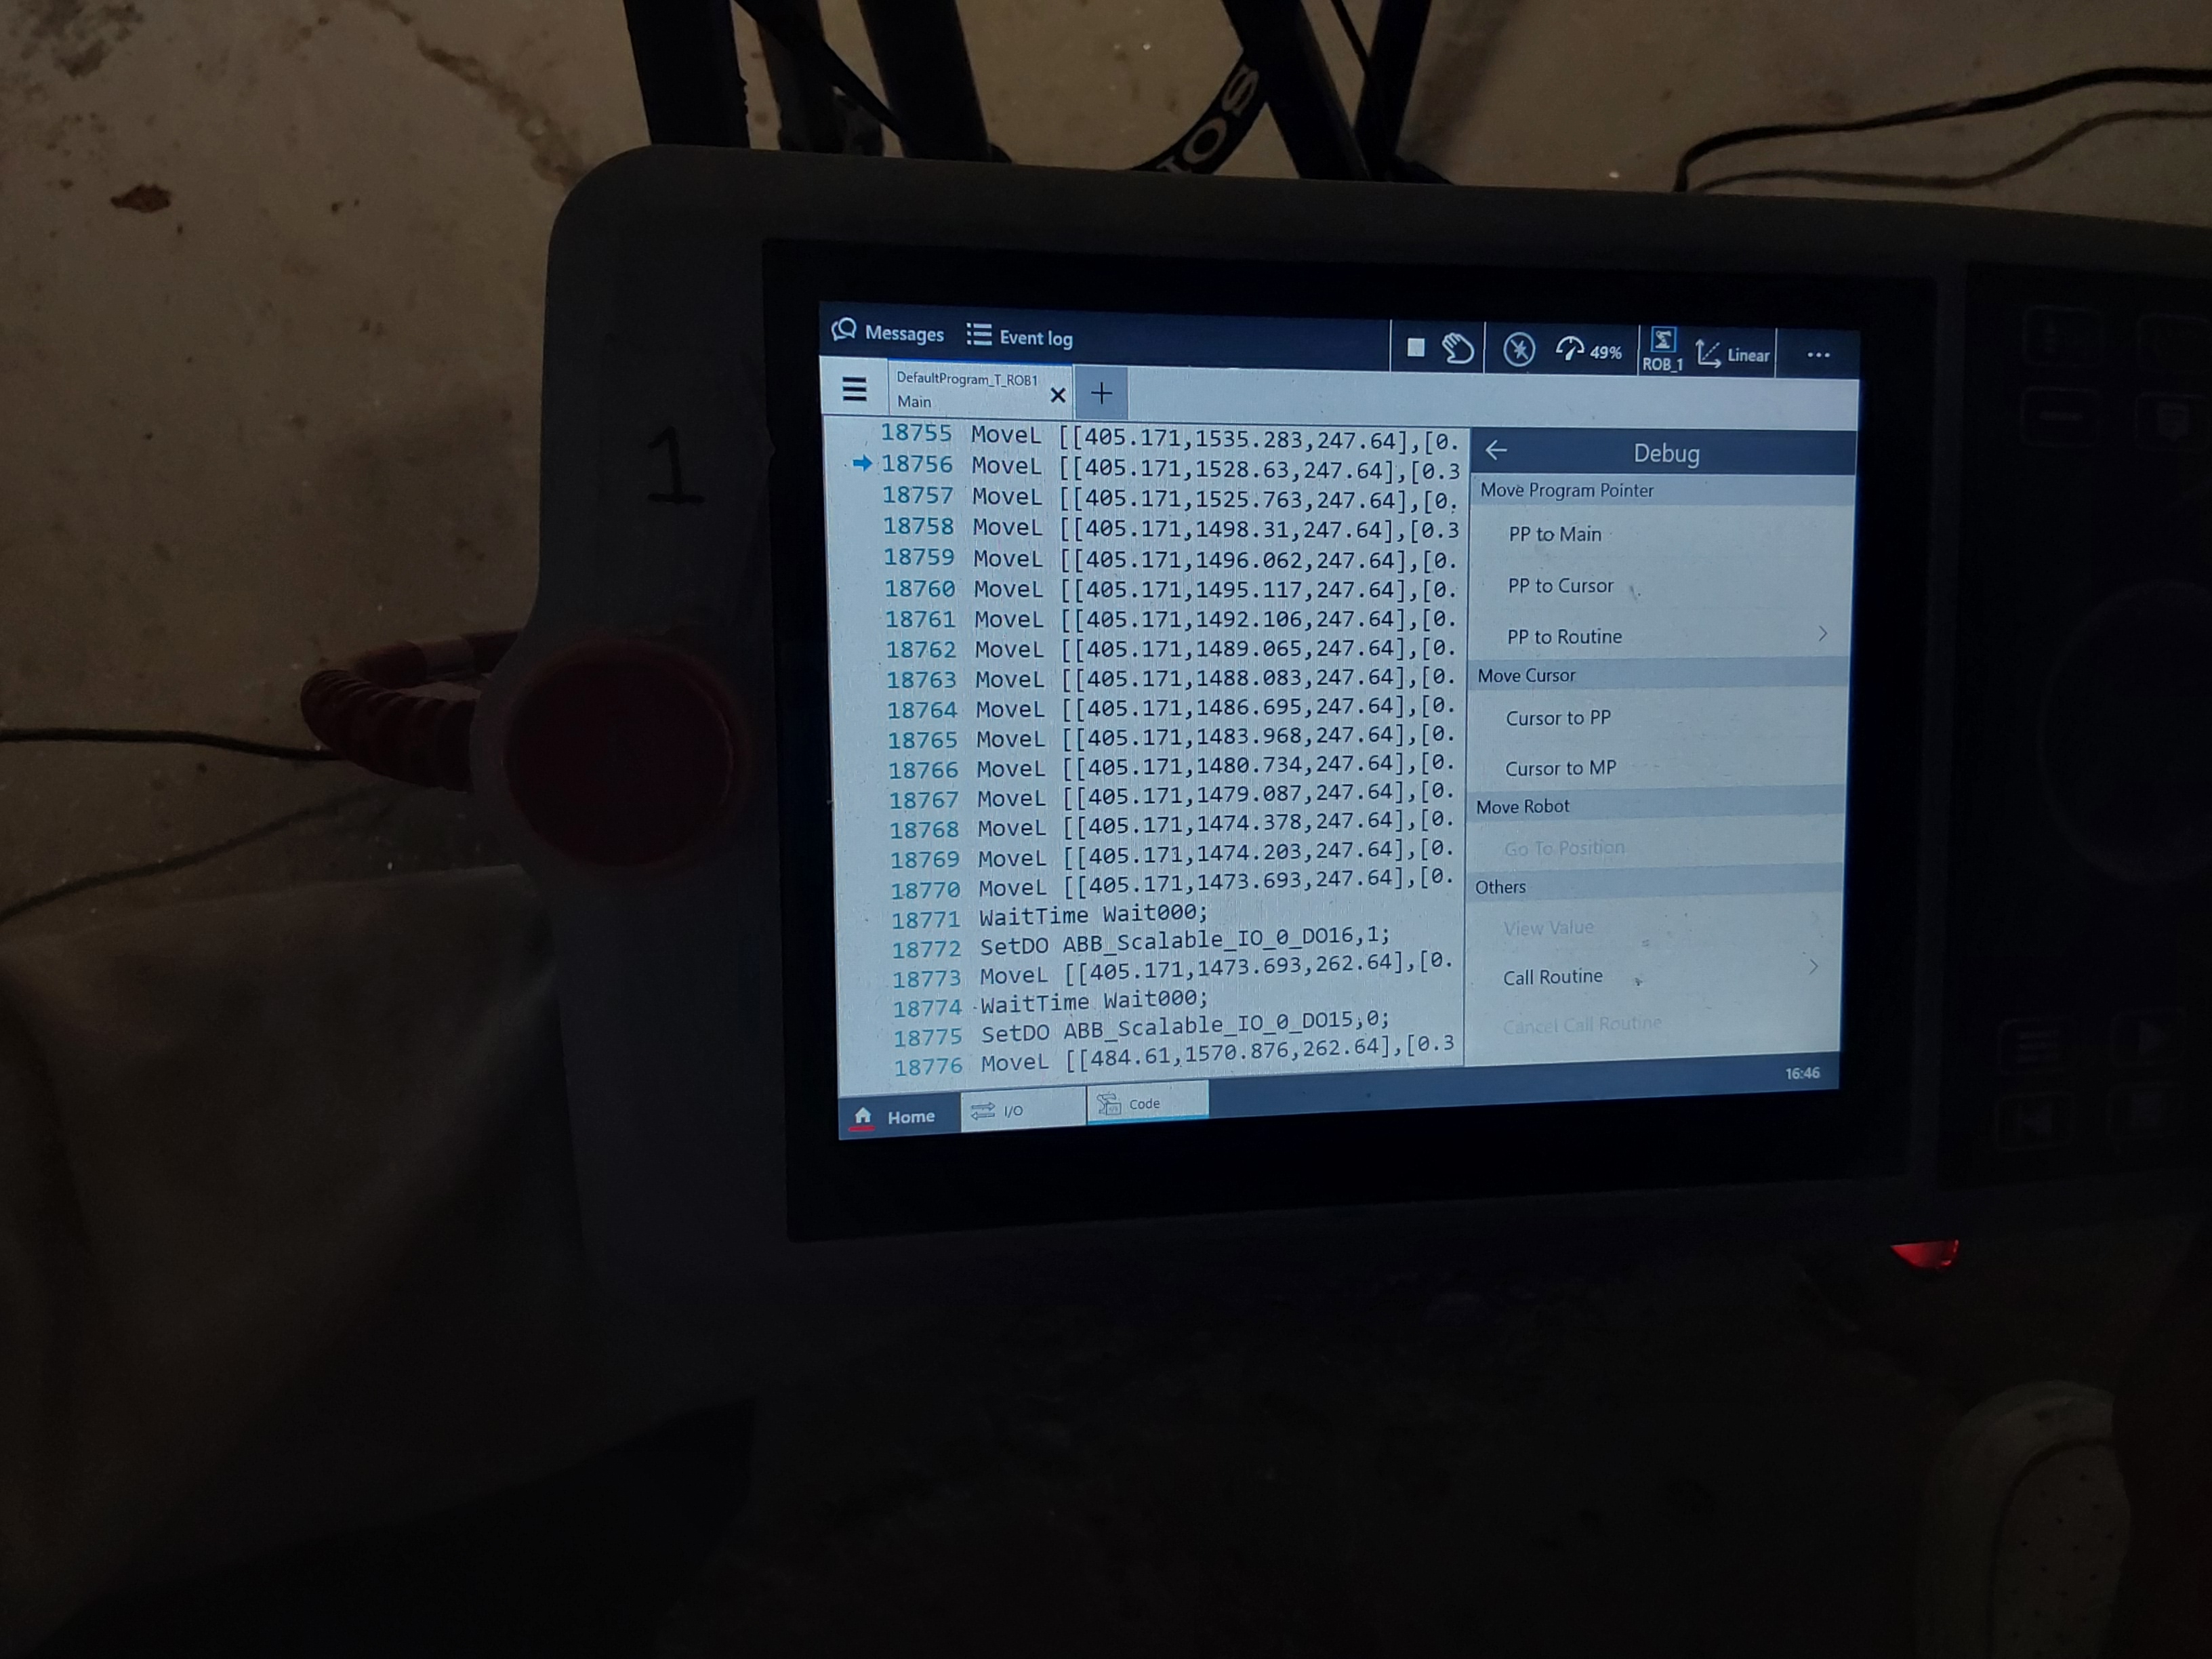 SOI
1
Messages
Event log
49%
ROB_1
Linear
...
DefaultProgram_T_ROB1
Main
18755 MoveL [[405.171,1535.283,247.64],[0.
18756 MoveL [[405.171,1528.63,247.64],[0.3
18757 MoveL [[405.171,1525.763,247.64],[0.
18758 MoveL [[405.171,1498.31,247.64],[0.3
18759 MoveL [[405.171,1496.062,247.64],[0.
18760 MoveL [[405.171,1495.117,247.64],[0.
18761 MoveL [[405.171,1492.106,247.64],[0.
18762 MoveL [[405.171,1489.065,247.64],[0.
18763 MoveL [[405.171,1488.083,247.64],[0.
18764 MoveL [[405.171,1486.695,247.64],[0.
18765 MoveL [[405.171,1483.968,247.64],[0.
18766 MoveL [[405.171,1480.734,247.64],[0.
18767 MoveL [[405.171,1479.087,247.64],[0.
18768 MoveL [[405.171,1474.378,247.64],[0.
18769 MoveL [[405.171,1474.203,247.64],[0.
18770 MoveL [[405.171,1473.693,247.64],[0.
18771 WaitTime Wait000;
18772 SetDO ABB_Scalable_IO_0_DO16,1;
18773 MoveL [[405.171,1473.693,262.64],[0.
18774 WaitTime Wait000;
18775 SetDO ABB_Scalable_IO_0_DO15,0;
18776 MoveL [[484.61,1570.876,262.64],[0.3
Debug
Move Program Pointer
PP to Main
PP to Cursor
PP to Routine
Move Cursor
Cursor to PP
Cursor to MP
Move Robot
Go To Position
Others
View Value
Call Routine
Cancel Call Routine
16:46
Home
I/O
Code